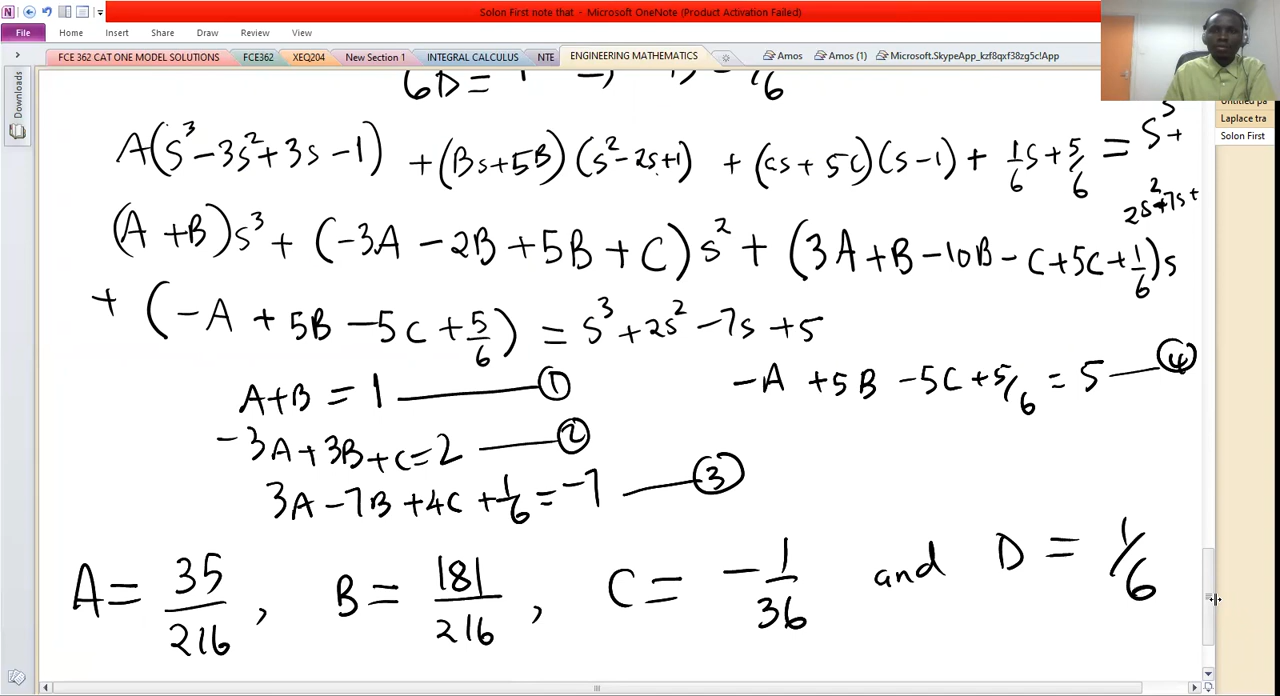 Solon First note that - Microsoft OneNote (Product Activation Failed)
File Home Insert Share Draw Review View
FCE 362 CAT ONE MODEL SOLUTIONS FCE362 XEQ204 New Section 1 INTEGRAL CALCULUS NTE ENGINEERING MATHEMATICS Amos Amos (1) Microsoft.SkypeApp_kzf8qxf38zg5c!App
Downloads
Laplace tra
Solon First
6D =
A(s³ - 3s² + 3s - 1) + (Bs + 5B)(s² - 2s + 1) + (cs + 5c)(s - 1) + 1/6 s + 5/6 = s³ +
2s² + 7s +
(A + B)s³ + (-3A - 2B + 5B + C)s² + (3A + B - 10B - C + 5C + 1/6)s
+ (-A + 5B - 5C + 5/6) = s³ + 2s² - 7s + 5
A + B = 1 — ①
-A + 5B - 5C + 5/6 = 5 — ④
-3A + 3B + C = 2 — ②
3A - 7B + 4C + 1/6 = -7 — ③
A = 35/216 , B = 181/216 , C = -1/36 and D = 1/6